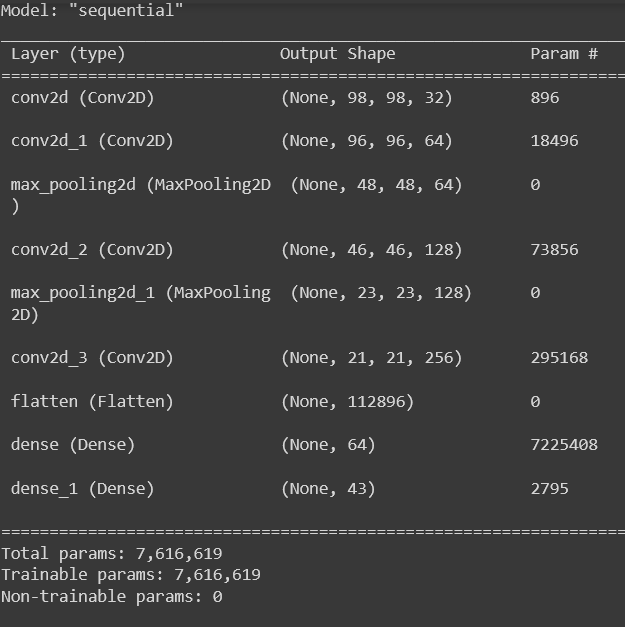 Model: "sequential"
_________________________________________________________________
Layer (type) Output Shape Param #
=================================================================
conv2d (Conv2D) (None, 98, 98, 32) 896
conv2d_1 (Conv2D) (None, 96, 96, 64) 18496
max_pooling2d (MaxPooling2D (None, 48, 48, 64) 0
)
conv2d_2 (Conv2D) (None, 46, 46, 128) 73856
max_pooling2d_1 (MaxPooling (None, 23, 23, 128) 0
2D)
conv2d_3 (Conv2D) (None, 21, 21, 256) 295168
flatten (Flatten) (None, 112896) 0
dense (Dense) (None, 64) 7225408
dense_1 (Dense) (None, 43) 2795
=================================================================
Total params: 7,616,619
Trainable params: 7,616,619
Non-trainable params: 0